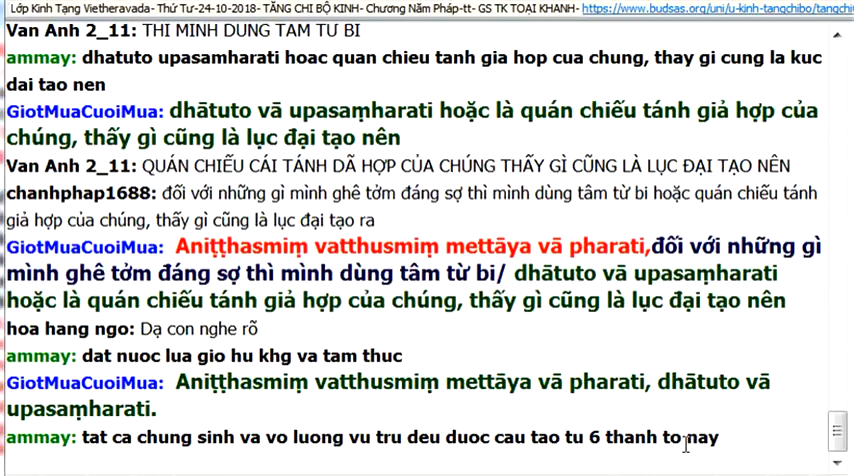 Lớp Kinh Tạng Vietheravada- Thứ Tư-24-10-2018- TĂNG CHI BỘ KINH- Chương Năm Pháp-tt- GS TK TOẠI KHANH- https://www.budsas.org/uni/u-kinh-tangchibo/tangchi
Van Anh 2_11: THI MINH DUNG TAM TU BI
ammay: dhatuto upasamharati hoac quan chieu tanh gia hop cua chung, thay gi cung la kuc
dai tao nen
GiotMuaCuoiMua: dhātuto vā upasaṃharati hoặc là quán chiếu tánh giả hợp của
chúng, thấy gì cũng là lục đại tạo nên
Van Anh 2_11: QUÁN CHIẾU CÁI TÁNH DÃ HỢP CỦA CHÚNG THẤY GÌ CŨNG LÀ LỤC ĐẠI TẠO NÊN
chanhphap1688: đối với những gì mình ghê tởm đáng sợ thì mình dùng tâm từ bi hoặc quán chiếu tánh
giả hợp của chúng, thấy gì cũng là lục đại tạo ra
GiotMuaCuoiMua: Aniṭṭhasmiṃ vatthusmiṃ mettāya vā pharati,đối với những gì
mình ghê tởm đáng sợ thì mình dùng tâm từ bi/ dhātuto vā upasaṃharati
hoặc là quán chiếu tánh giả hợp của chúng, thấy gì cũng là lục đại tạo nên
hoa hang ngo: Dạ con nghe rõ
ammay: dat nuoc lua gio hu khg va tam thuc
GiotMuaCuoiMua: Aniṭṭhasmiṃ vatthusmiṃ mettāya vā pharati, dhātuto vā
upasaṃharati.
ammay: tat ca chung sinh va vo luong vu tru deu duoc cau tao tu 6 thanh to nay